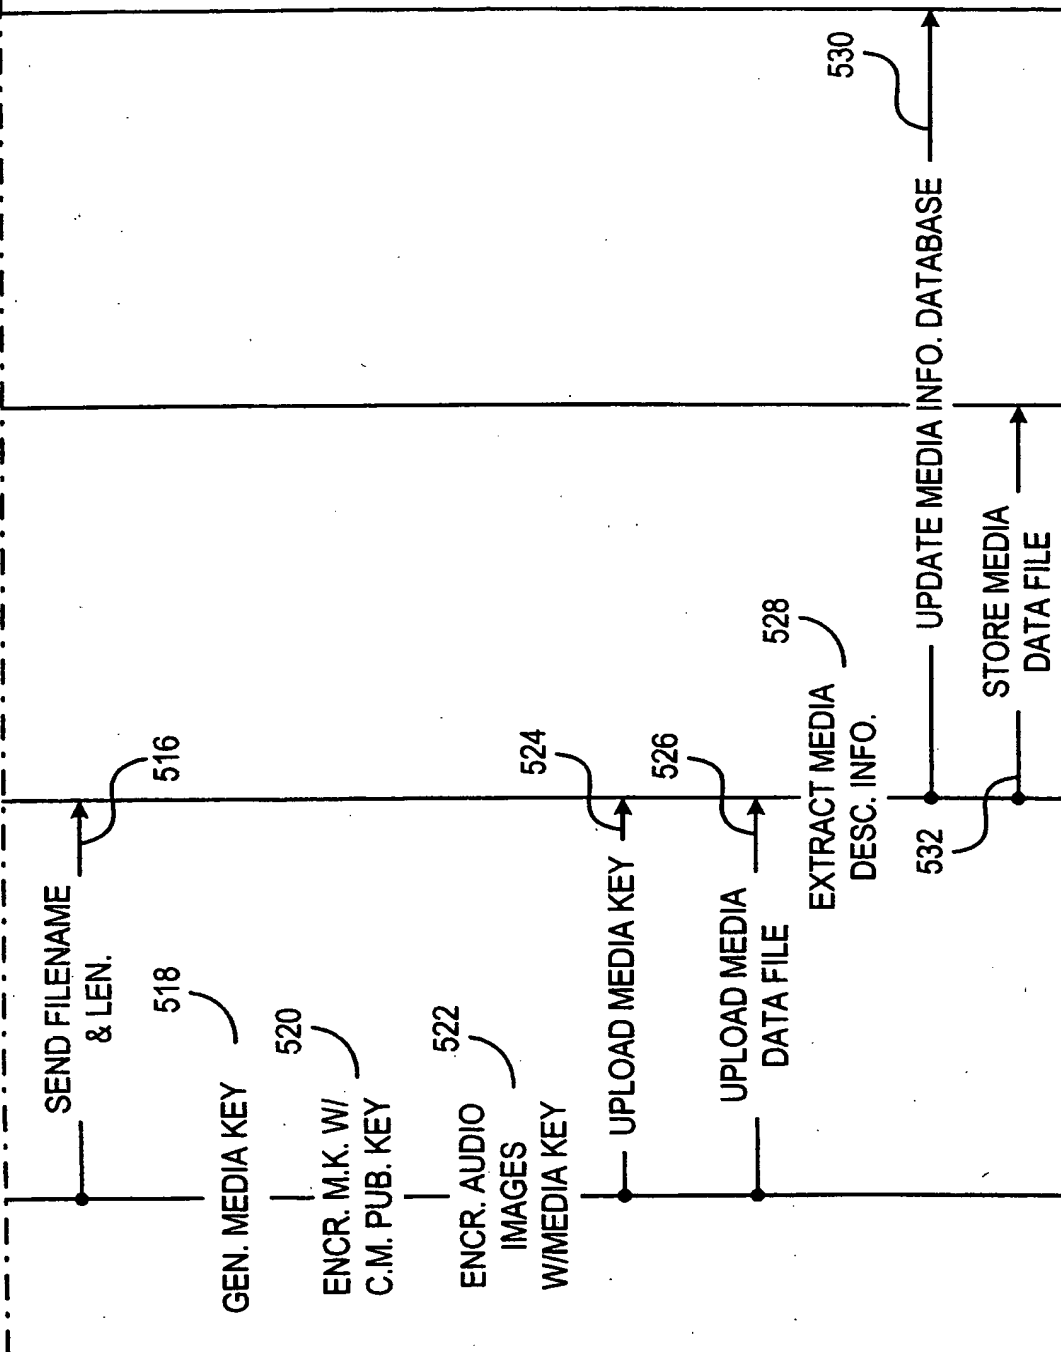 SEND FILENAME
& LEN.
516
GEN. MEDIA KEY
518
ENCR. M.K. W/
C.M. PUB. KEY
520
ENCR. AUDIO
IMAGES
W/MEDIA KEY
522
UPLOAD MEDIA KEY
524
UPLOAD MEDIA
DATA FILE
526
EXTRACT MEDIA
DESC. INFO.
528
UPDATE MEDIA INFO. DATABASE
530
STORE MEDIA
DATA FILE
532